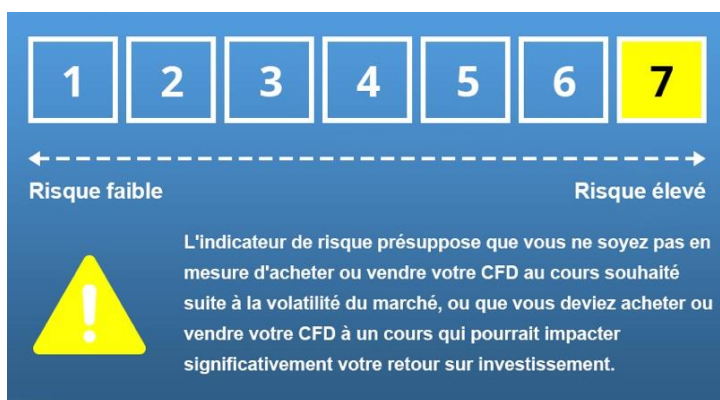 1 2 3 4 5 6 7
Risque faible Risque élevé
L'indicateur de risque présuppose que vous ne soyez pas en
mesure d'acheter ou vendre votre CFD au cours souhaité
suite à la volatilité du marché, ou que vous deviez acheter ou
vendre votre CFD à un cours qui pourrait impacter
significativement votre retour sur investissement.